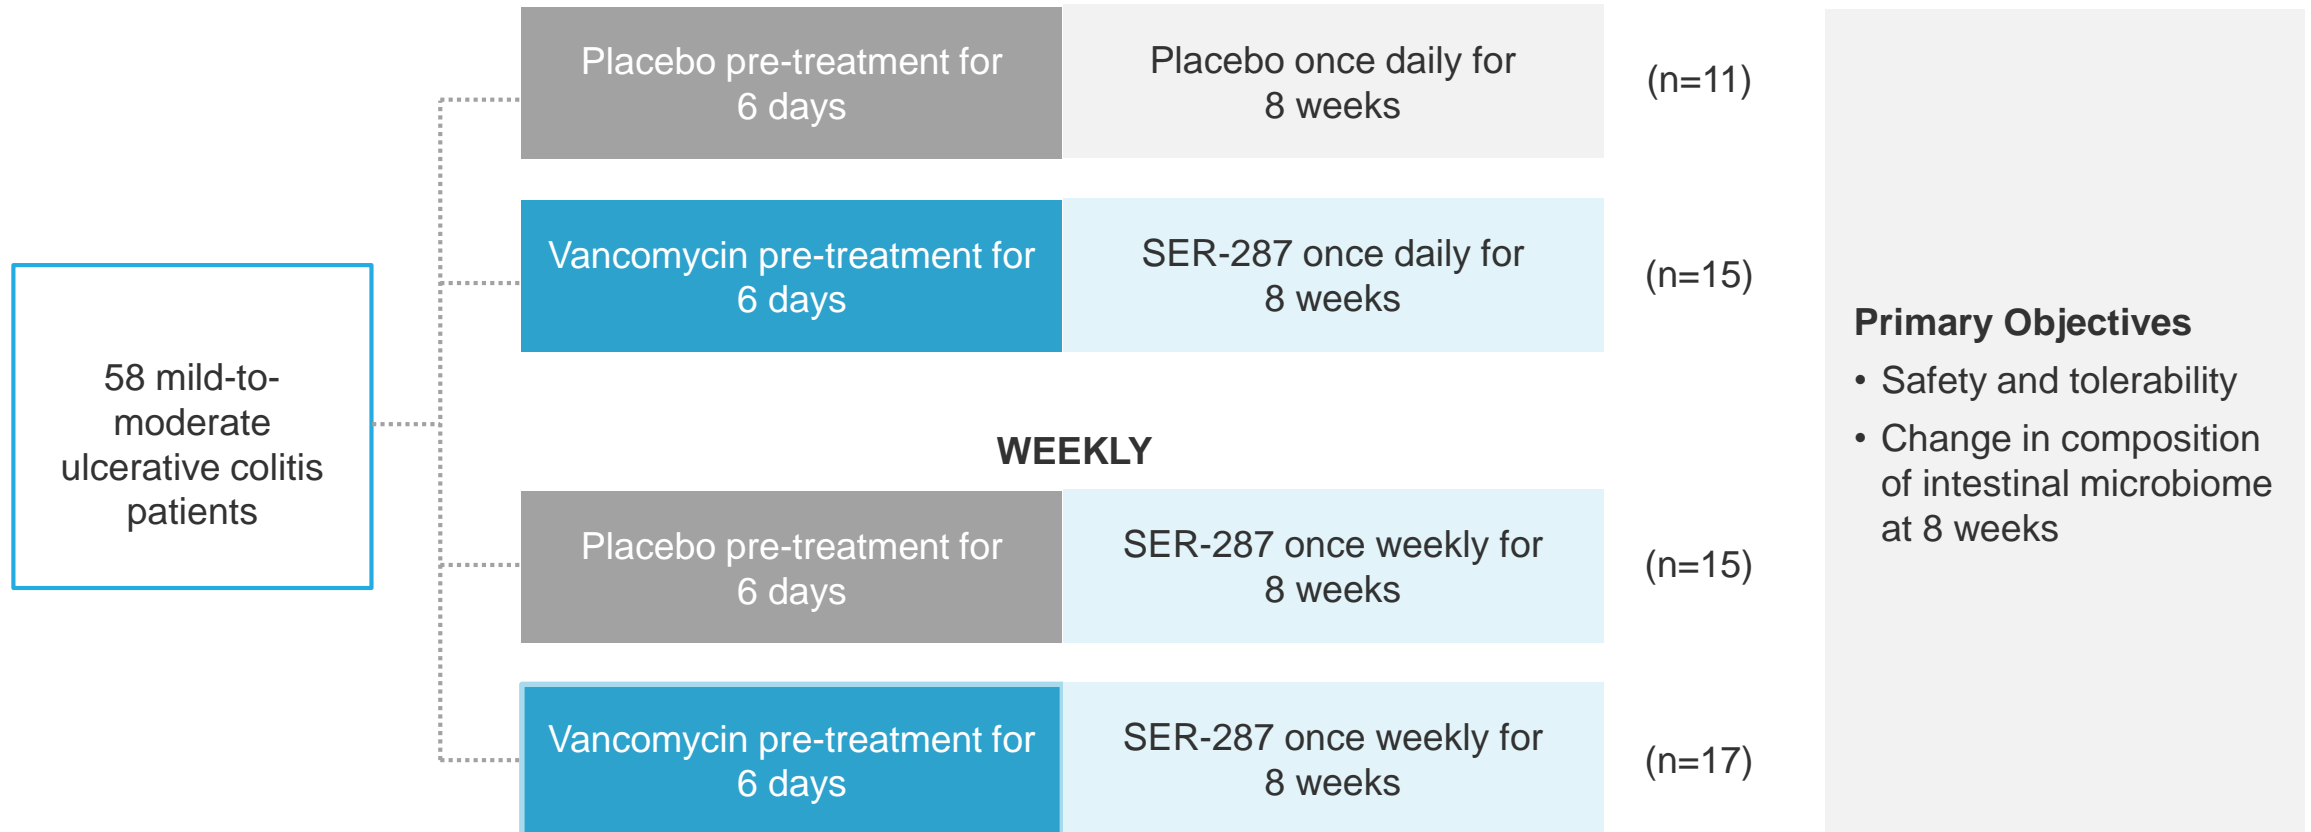 58 mild-to-
moderate
ulcerative colitis
patients
Placebo pre-treatment for
6 days
Placebo once daily for
8 weeks
(n=11)
Vancomycin pre-treatment for
6 days
SER-287 once daily for
8 weeks
(n=15)
WEEKLY
Placebo pre-treatment for
6 days
SER-287 once weekly for
8 weeks
(n=15)
Vancomycin pre-treatment for
6 days
SER-287 once weekly for
8 weeks
(n=17)
Primary Objectives
• Safety and tolerability
• Change in composition
of intestinal microbiome
at 8 weeks